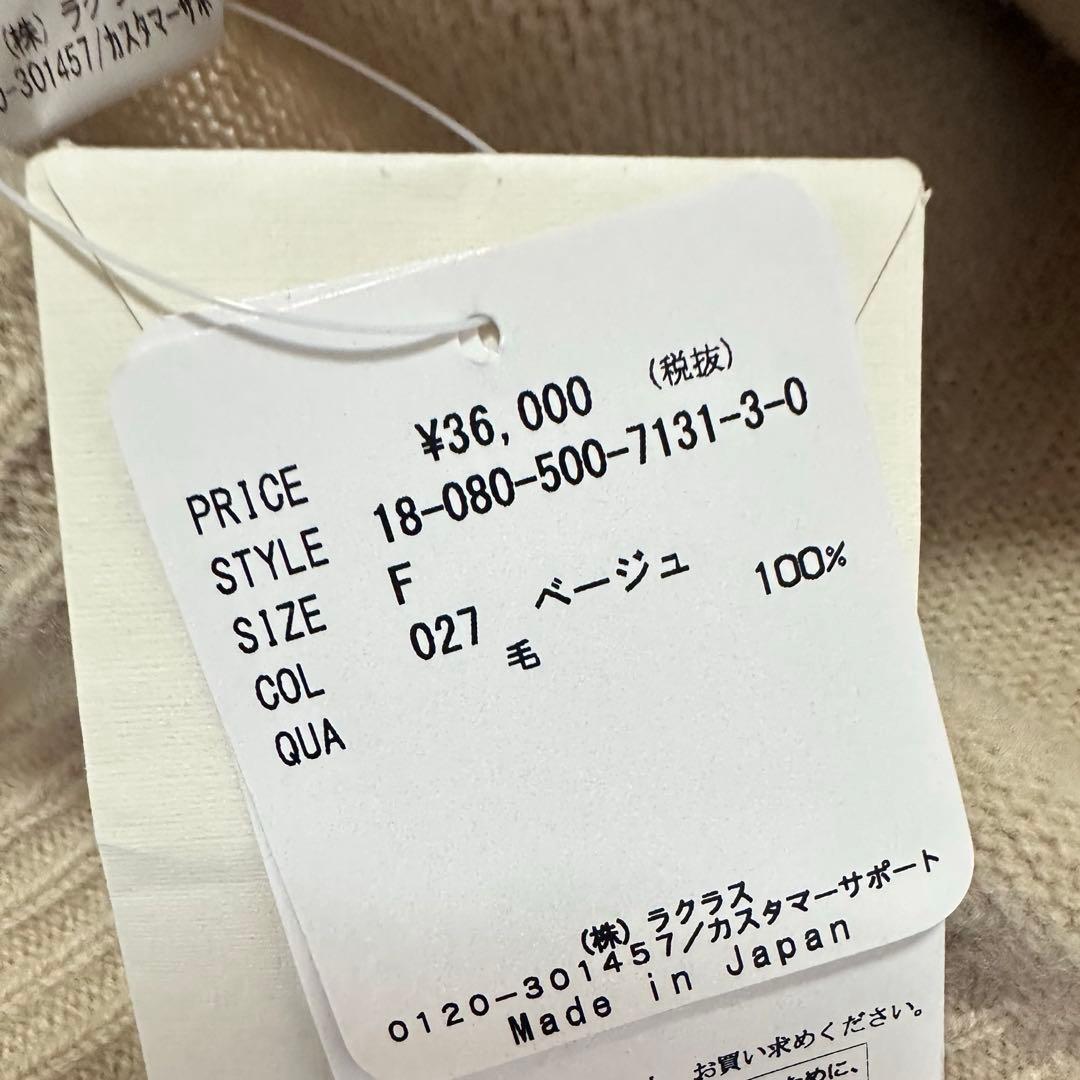 (株) ラク
0-301457/カスタマーサポ
PRICE ¥36,000 (税抜)
STYLE 18-080-500-7131-3-0
SIZE F
COL 027 ベージュ
QUA 毛 100%
(株) ラクラス
0120-301457/カスタマーサポート
Made in Japan
お買い求めください。
ために、